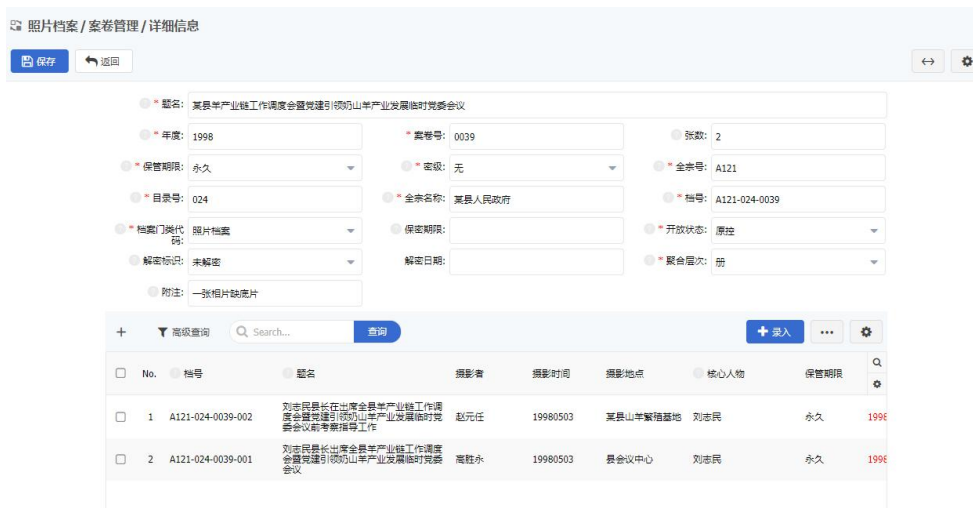 照片档案 / 案卷管理 / 详细信息
保存 返回
* 题名: 某县羊产业链工作调度会暨党建引领奶山羊产业发展临时党委会议
* 年度: 1998 * 案卷号: 0039 张数: 2
* 保管期限: 永久 * 密级: 无 * 全宗号: A121
* 目录号: 024 * 全宗名称: 某县人民政府 * 档号: A121-024-0039
* 档案门类代码: 照片档案 保密期限: * 开放状态: 原控
解密标识: 未解密 解密日期: * 聚合层次: 册
附注: 一张相片缺底片
+ 高级查询 Search... 查询 + 录入 ...
No. 档号 题名 摄影者 摄影时间 摄影地点 核心人物 保管期限
1 A121-024-0039-002 刘志民县长在出席全县羊产业链工作调
度会暨党建引领奶山羊产业发展临时党
委会议前考察指导工作 赵元任 19980503 某县山羊繁殖基地 刘志民 永久 1998
2 A121-024-0039-001 刘志民县长出席全县羊产业链工作调度
会暨党建引领奶山羊产业发展临时党委
会议 高胜永 19980503 县会议中心 刘志民 永久 1998